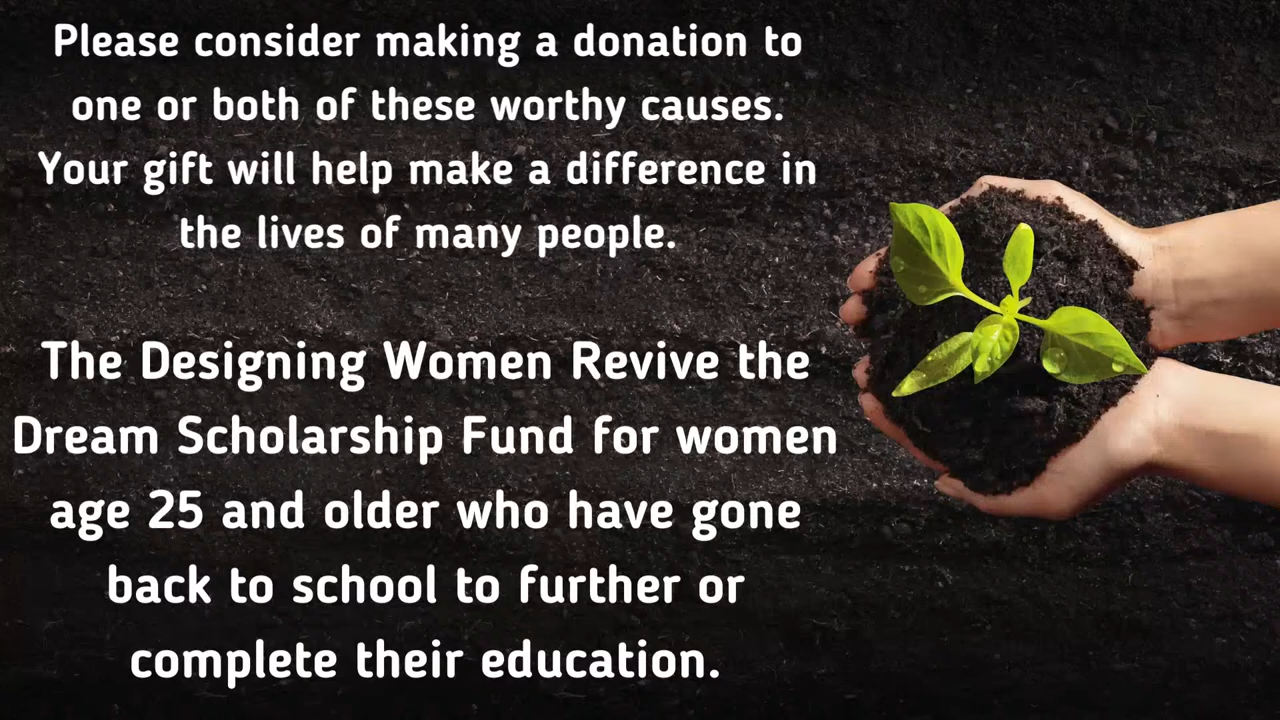 Please consider making a donation to
one or both of these worthy causes.
Your gift will help make a difference in
the lives of many people.
The Designing Women Revive the
Dream Scholarship Fund for women
age 25 and older who have gone
back to school to further or
complete their education.